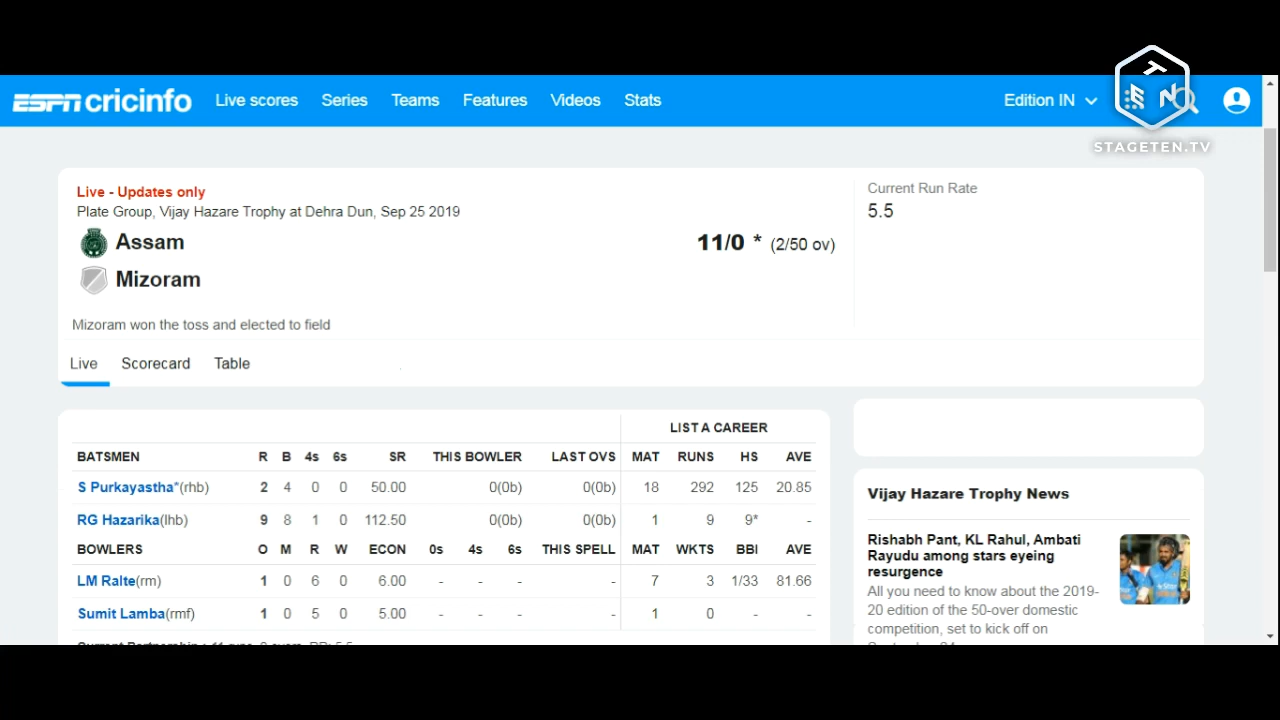 ESPN cricinfo Live scores Series Teams Features Videos Stats Edition IN
TEN
STAGETEN.TV
Live - Updates only
Plate Group, Vijay Hazare Trophy at Dehra Dun, Sep 25 2019
Assam 11/0 * (2/50 ov)
Mizoram
Mizoram won the toss and elected to field
Current Run Rate
5.5
Live Scorecard Table
LIST A CAREER
BATSMEN R B 4s 6s SR THIS BOWLER LAST OVS MAT RUNS HS AVE
S Purkayastha*(rhb) 2 4 0 0 50.00 0(0b) 0(0b) 18 292 125 20.85
RG Hazarika(lhb) 9 8 1 0 112.50 0(0b) 0(0b) 1 9 9* -
BOWLERS O M R W ECON 0s 4s 6s THIS SPELL MAT WKTS BBI AVE
LM Ralte(rm) 1 0 6 0 6.00 - - - - 7 3 1/33 81.66
Sumit Lamba(rmf) 1 0 5 0 5.00 - - - - 1 0 - -
Vijay Hazare Trophy News
Rishabh Pant, KL Rahul, Ambati
Rayudu among stars eyeing
resurgence
All you need to know about the 2019-
20 edition of the 50-over domestic
competition, set to kick off on